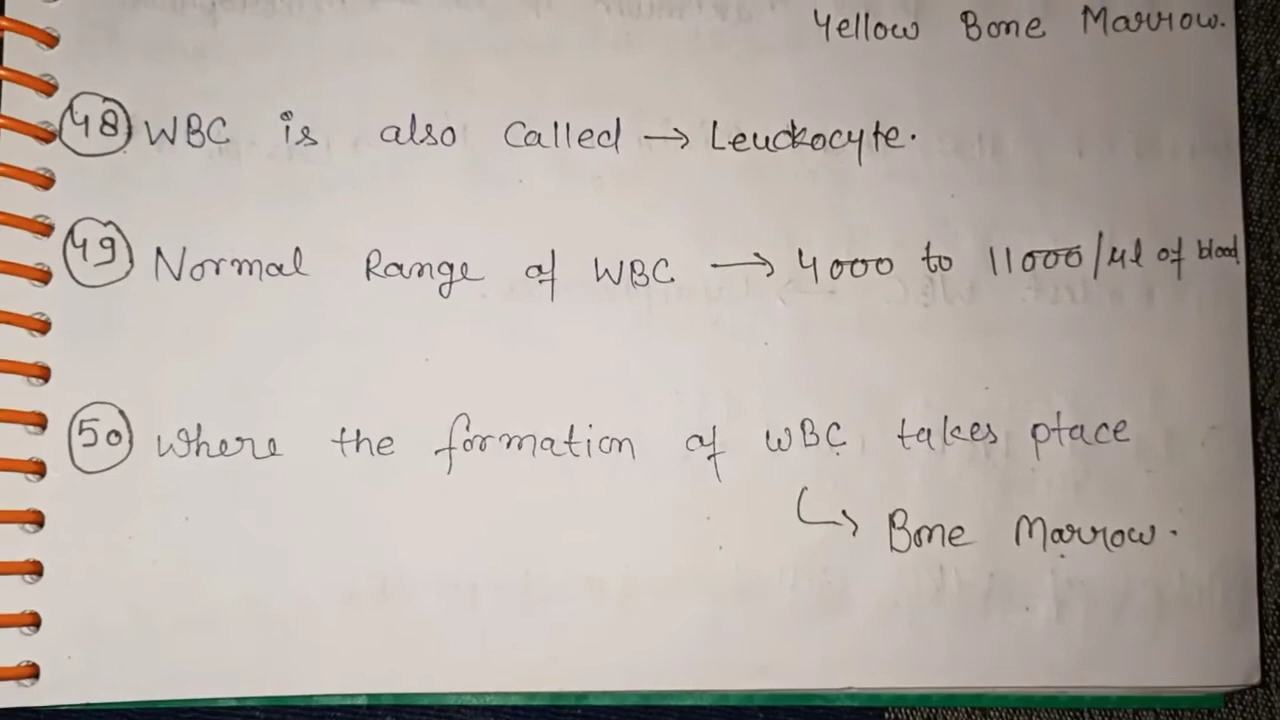 Yellow Bone Marrow.
48 WBC is also Called → Leuckocyte.
49 Normal Range of WBC → 4000 to 11000/μl of blood
50 Where the formation of WBC takes place
↳ Bone Marrow.